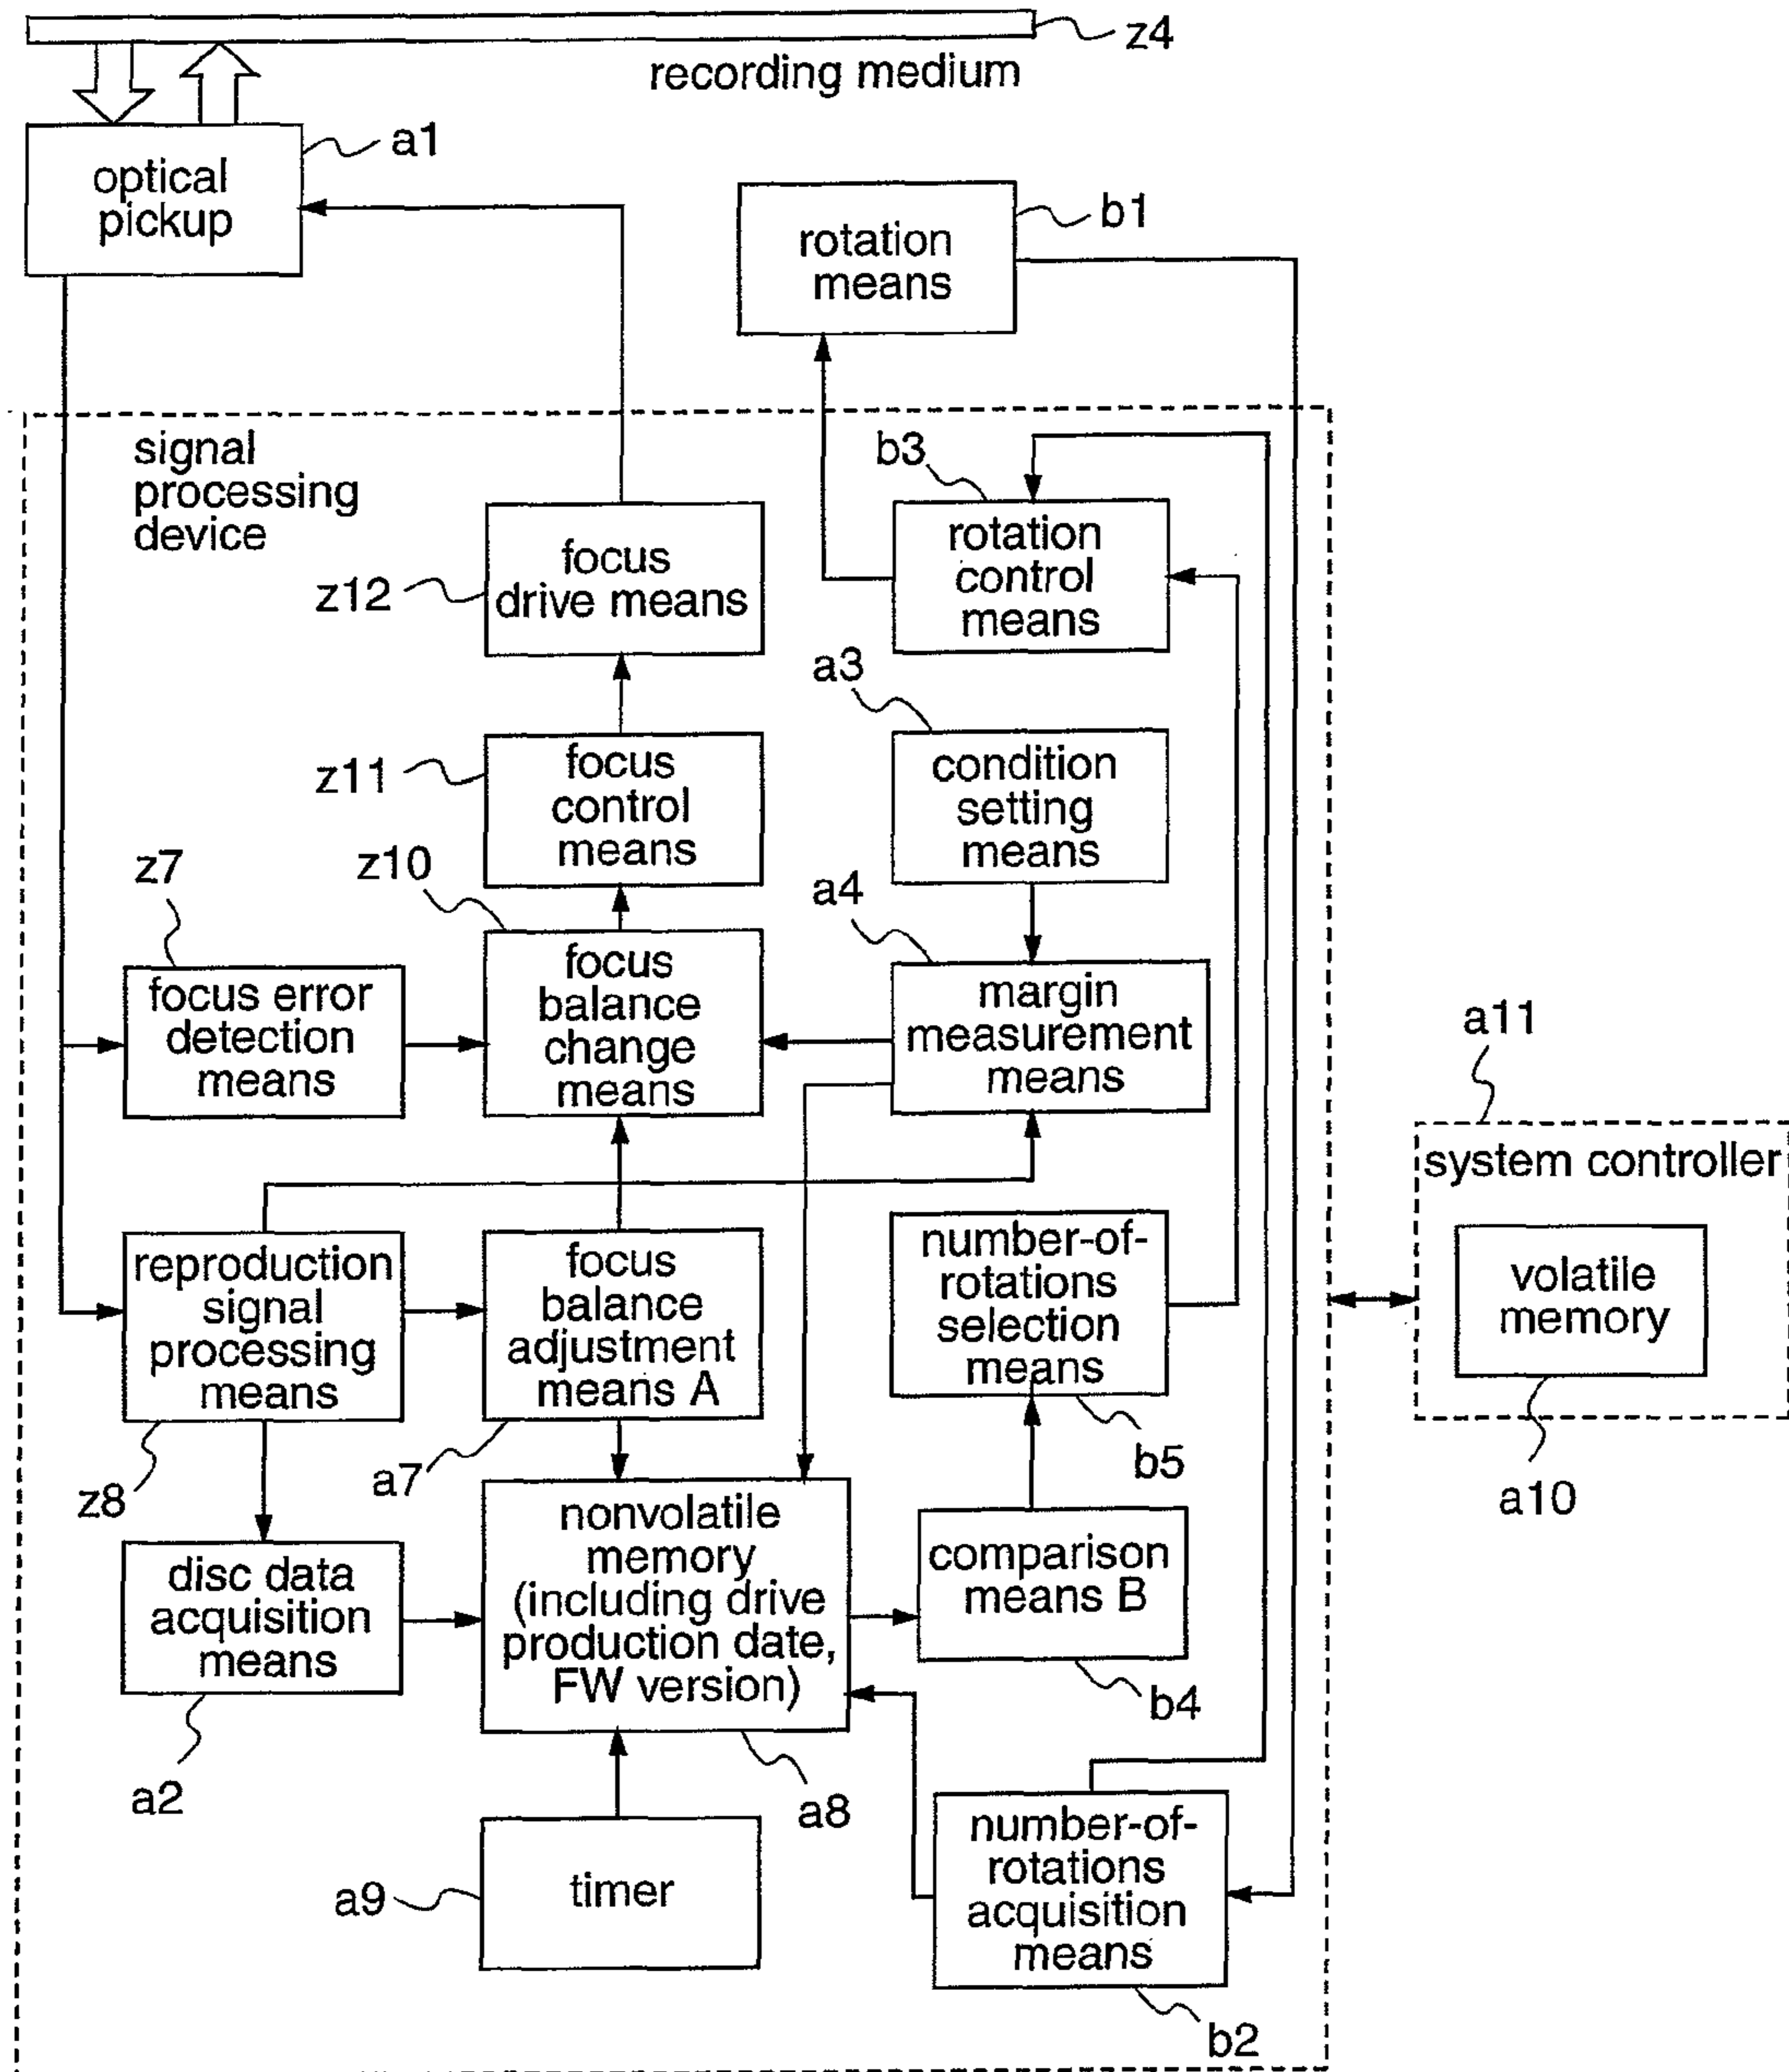 z4
recording medium
a1
optical
pickup
b1
rotation
means
signal
processing
device
b3
rotation
control
means
z12
focus
drive means
a3
condition
setting
means
z11
focus
control
means
z7
z10
a4
focus error
detection
means
focus
balance
change
means
margin
measurement
means
a11
system controller
volatile
memory
a10
reproduction
signal
processing
means
z8
focus
balance
adjustment
means A
a7
number-of-
rotations
selection
means
b5
disc data
acquisition
means
a2
nonvolatile
memory
(including drive
production date,
FW version)
a8
comparison
means B
b4
a9
timer
number-of-
rotations
acquisition
means
b2